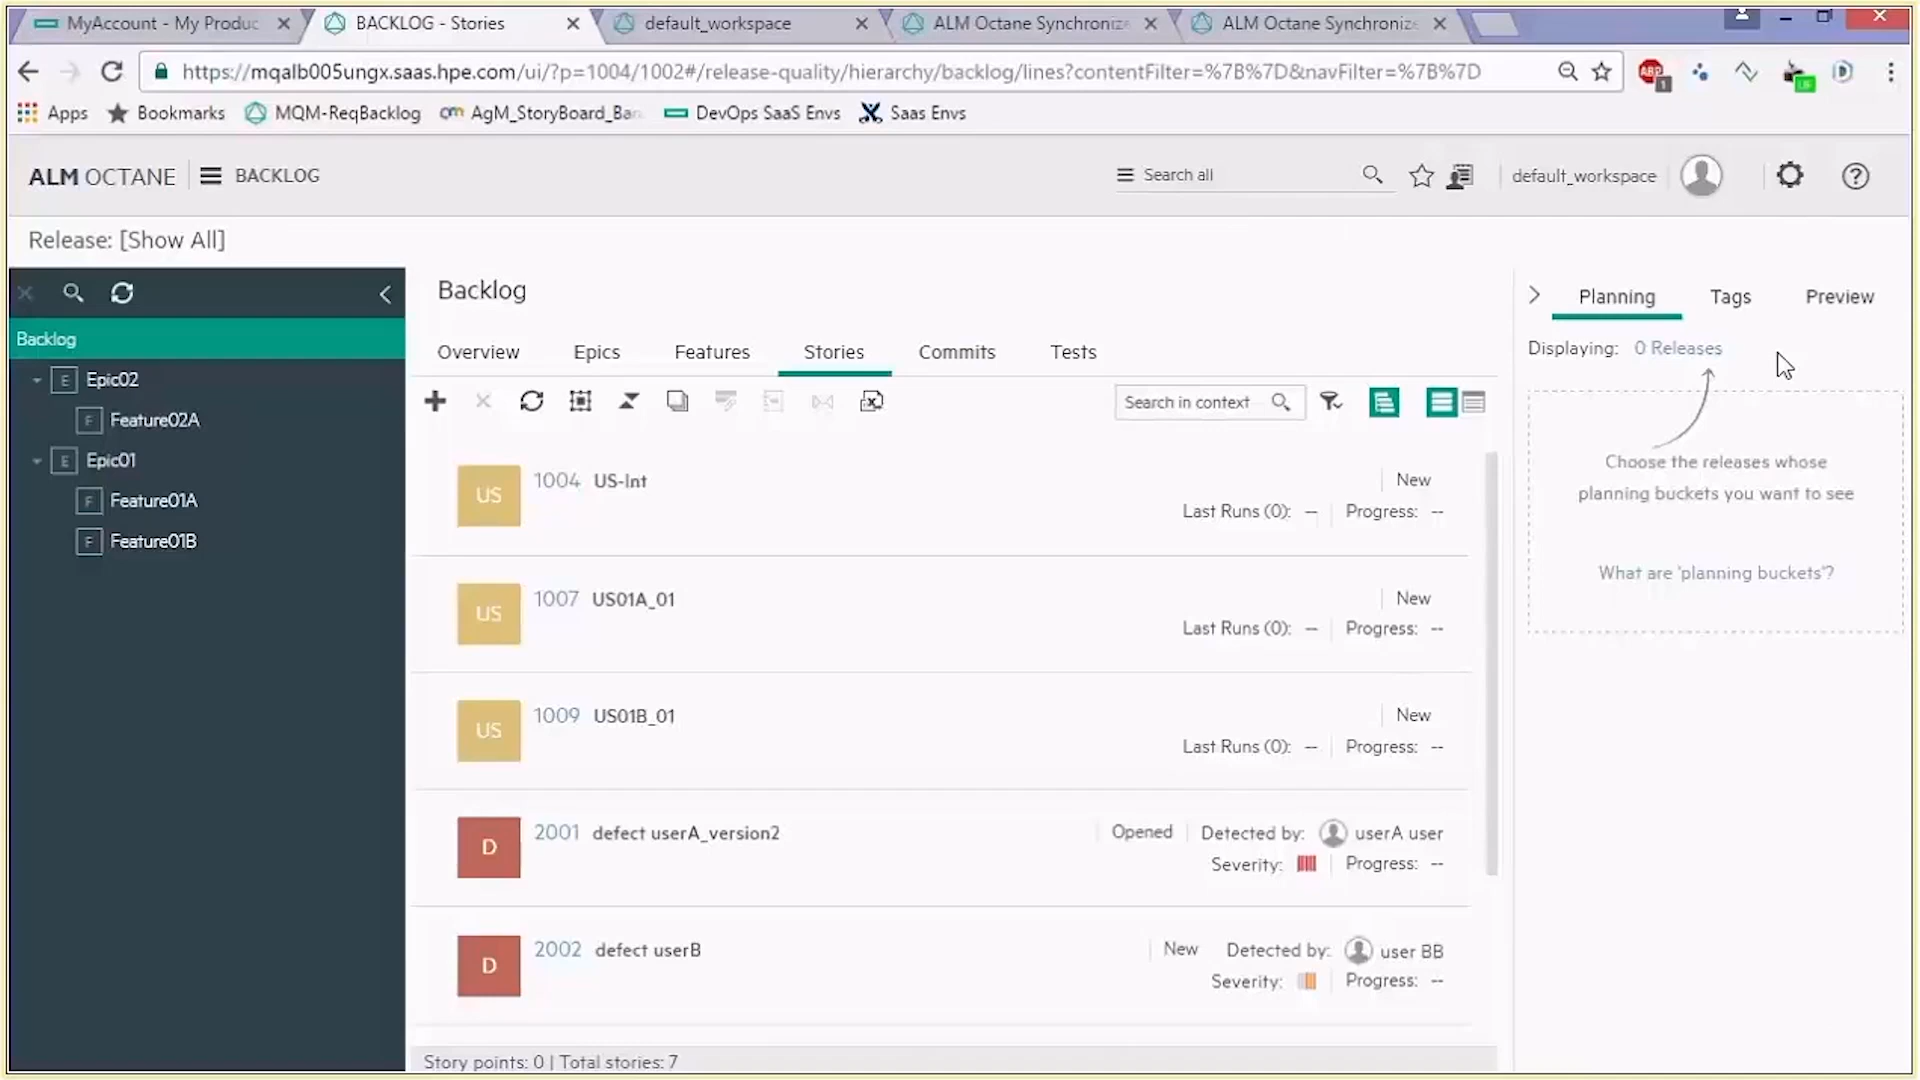 MyAccount - My Produc
BACKLOG - Stories
default_workspace
ALM Octane Synchronize
ALM Octane Synchronize
https://mqalb005ungx.saas.hpe.com/ui/?p=1004/1002#/release-quality/hierarchy/backlog/lines?contentFilter=%7B%7D&navFilter=%7B%7D
ABP
1
Apps
Bookmarks
MQM-ReqBacklog
AgM_StoryBoard_Ban
DevOps SaaS Envs
Saas Envs
ALM OCTANE
BACKLOG
Search all
default_workspace
Release: [Show All]
Backlog
E Epic02
F Feature02A
E Epic01
F Feature01A
F Feature01B
Backlog
Overview
Epics
Features
Stories
Commits
Tests
Search in context
US 1004 US-Int New
Last Runs (0): -- Progress: --
US 1007 US01A_01 New
Last Runs (0): -- Progress: --
US 1009 US01B_01 New
Last Runs (0): -- Progress: --
D 2001 defect userA_version2 Opened Detected by: userA user
Severity: Progress: --
D 2002 defect userB New Detected by: user BB
Severity: Progress: --
Story points: 0 | Total stories: 7
Planning
Tags
Preview
Displaying: 0 Releases
Choose the releases whose
planning buckets you want to see
What are 'planning buckets'?